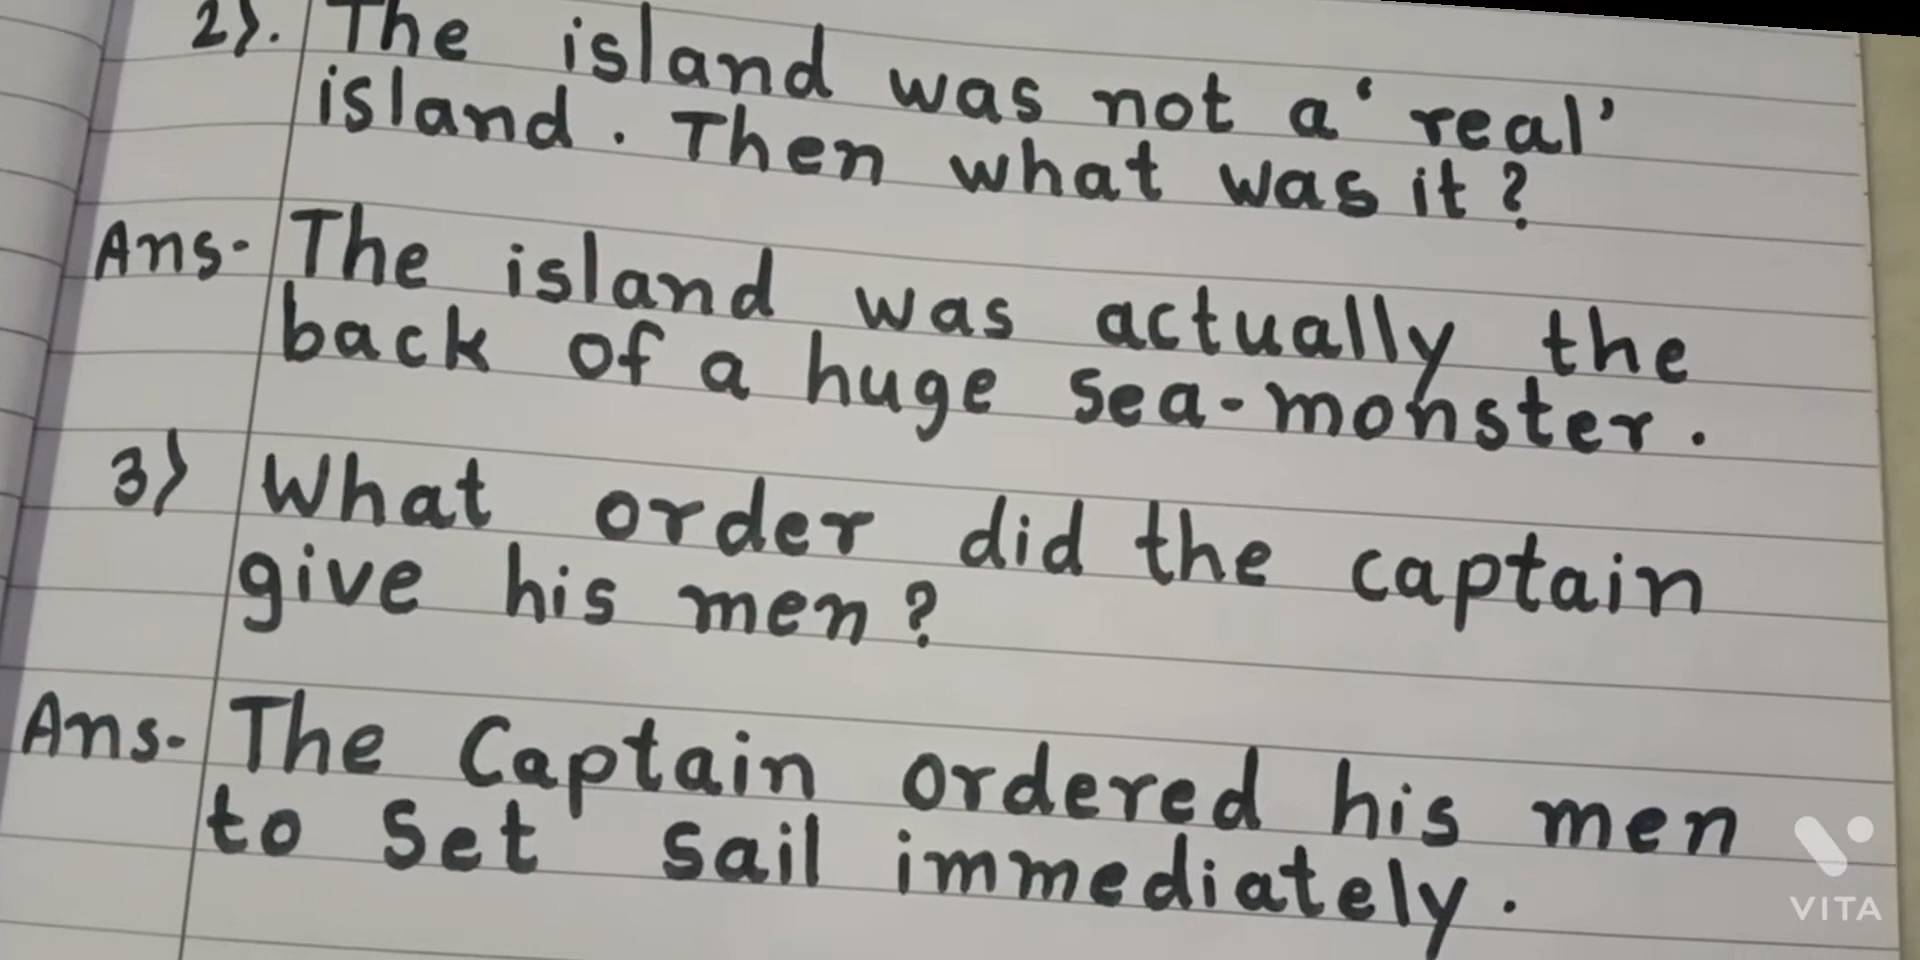 2). The island was not a ‘real’
island. Then what was it?
Ans- The island was actually the
back of a huge sea-monster.
3) What order did the captain
give his men?
Ans- The Captain ordered his men
to Set sail immediately.
VITA